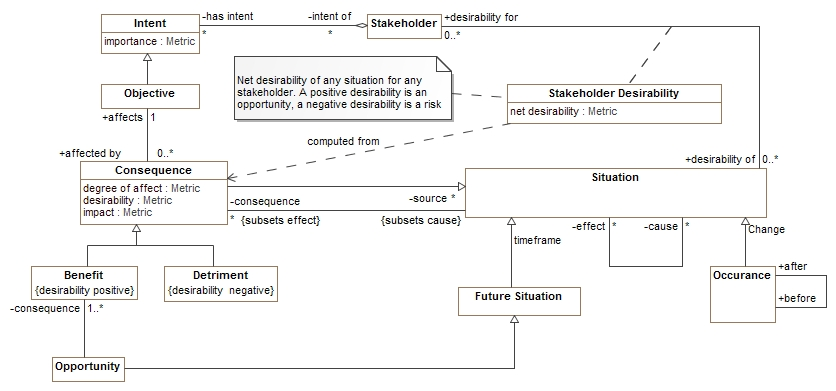 Intent
importance : Metric
-has intent
*
-intent of
*
Stakeholder
+desirability for
0..*
Net desirability of any situation for any
stakeholder. A positive desirability is an
opportunity, a negative desirability is a risk
Stakeholder Desirability
net desirability : Metric
Objective
+affects 1
computed from
+affected by 0..*
+desirability of 0..*
Consequence
degree of affect : Metric
desirability : Metric
impact : Metric
Situation
-consequence
* {subsets effect}
-source *
{subsets cause}
-effect *
-cause *
Change
timeframe
Benefit
{desirability positive}
Detriment
{desirability negative}
Occurance
+after
+before
Future Situation
-consequence 1..*
Opportunity